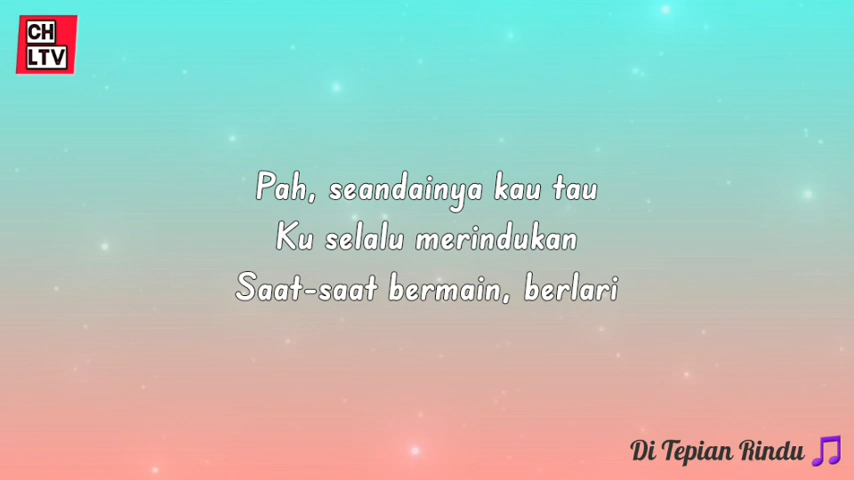 CH
LTV
Pah, seandainya kau tau
Ku selalu merindukan
Saat-saat bermain, berlari
Di Tepian Rindu